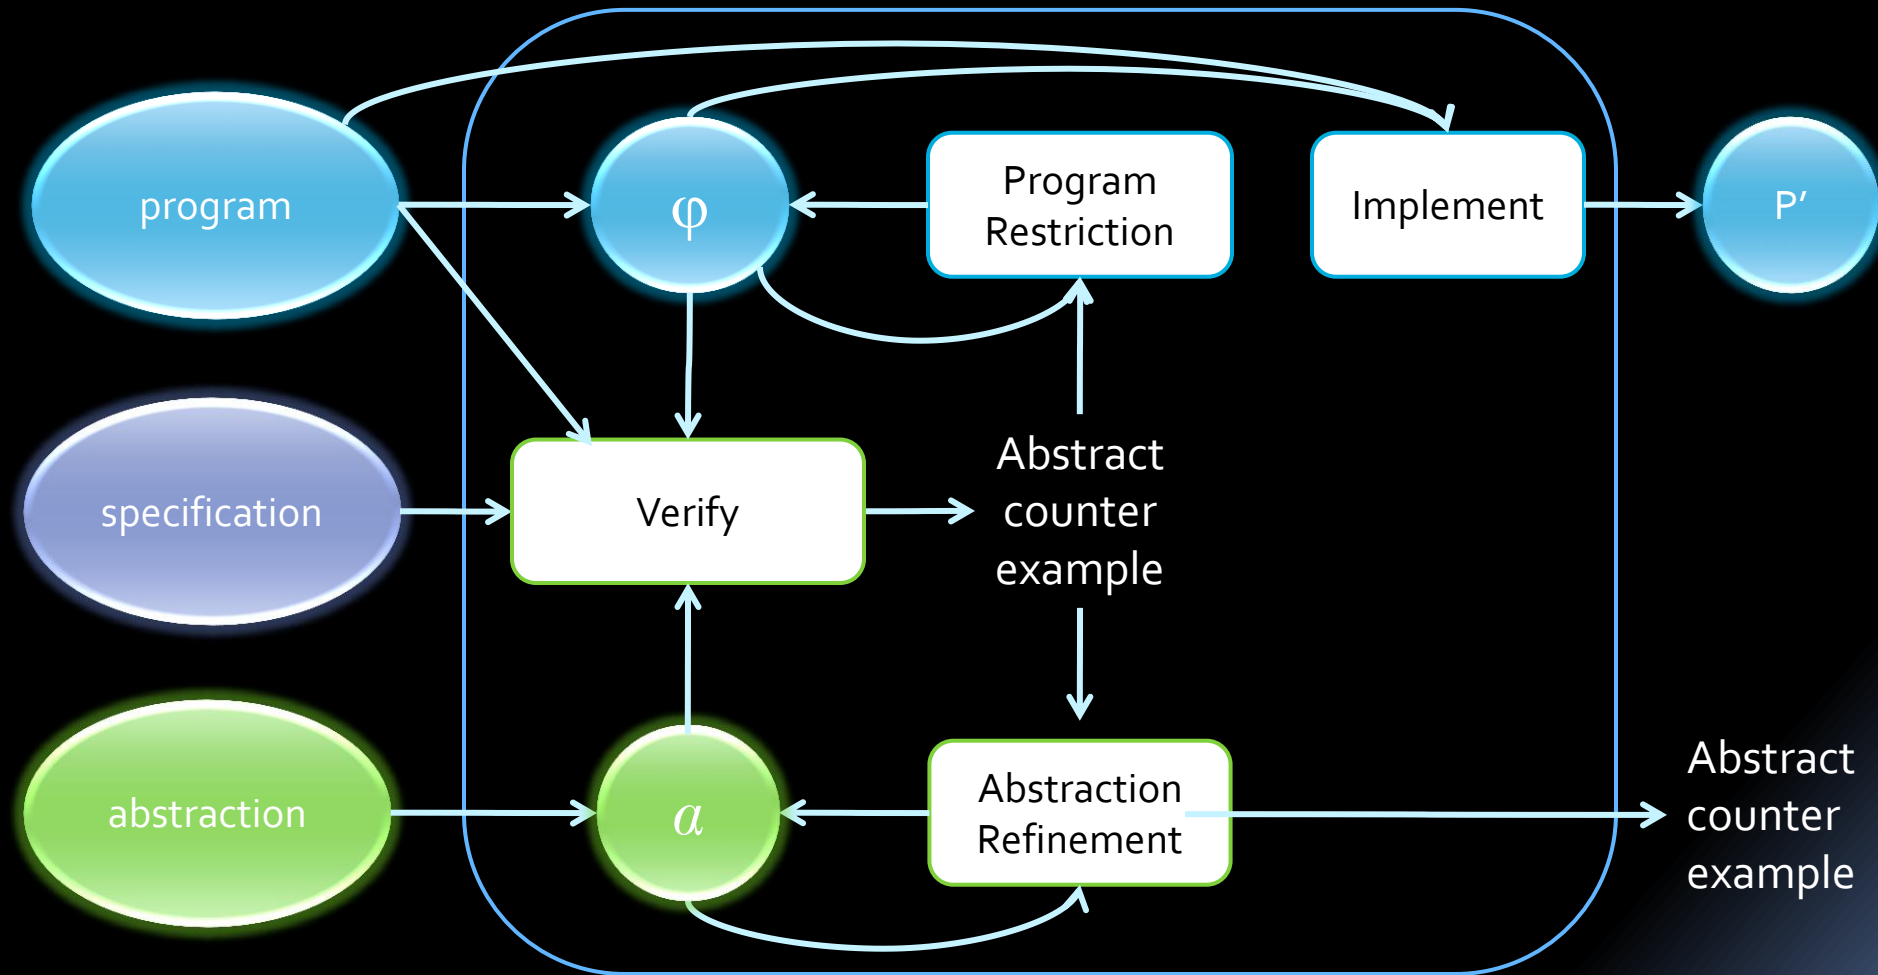 program
φ
Program
Restriction
Implement
P’
specification
Verify
Abstract
counter
example
abstraction
α
Abstraction
Refinement
Abstract
counter
example